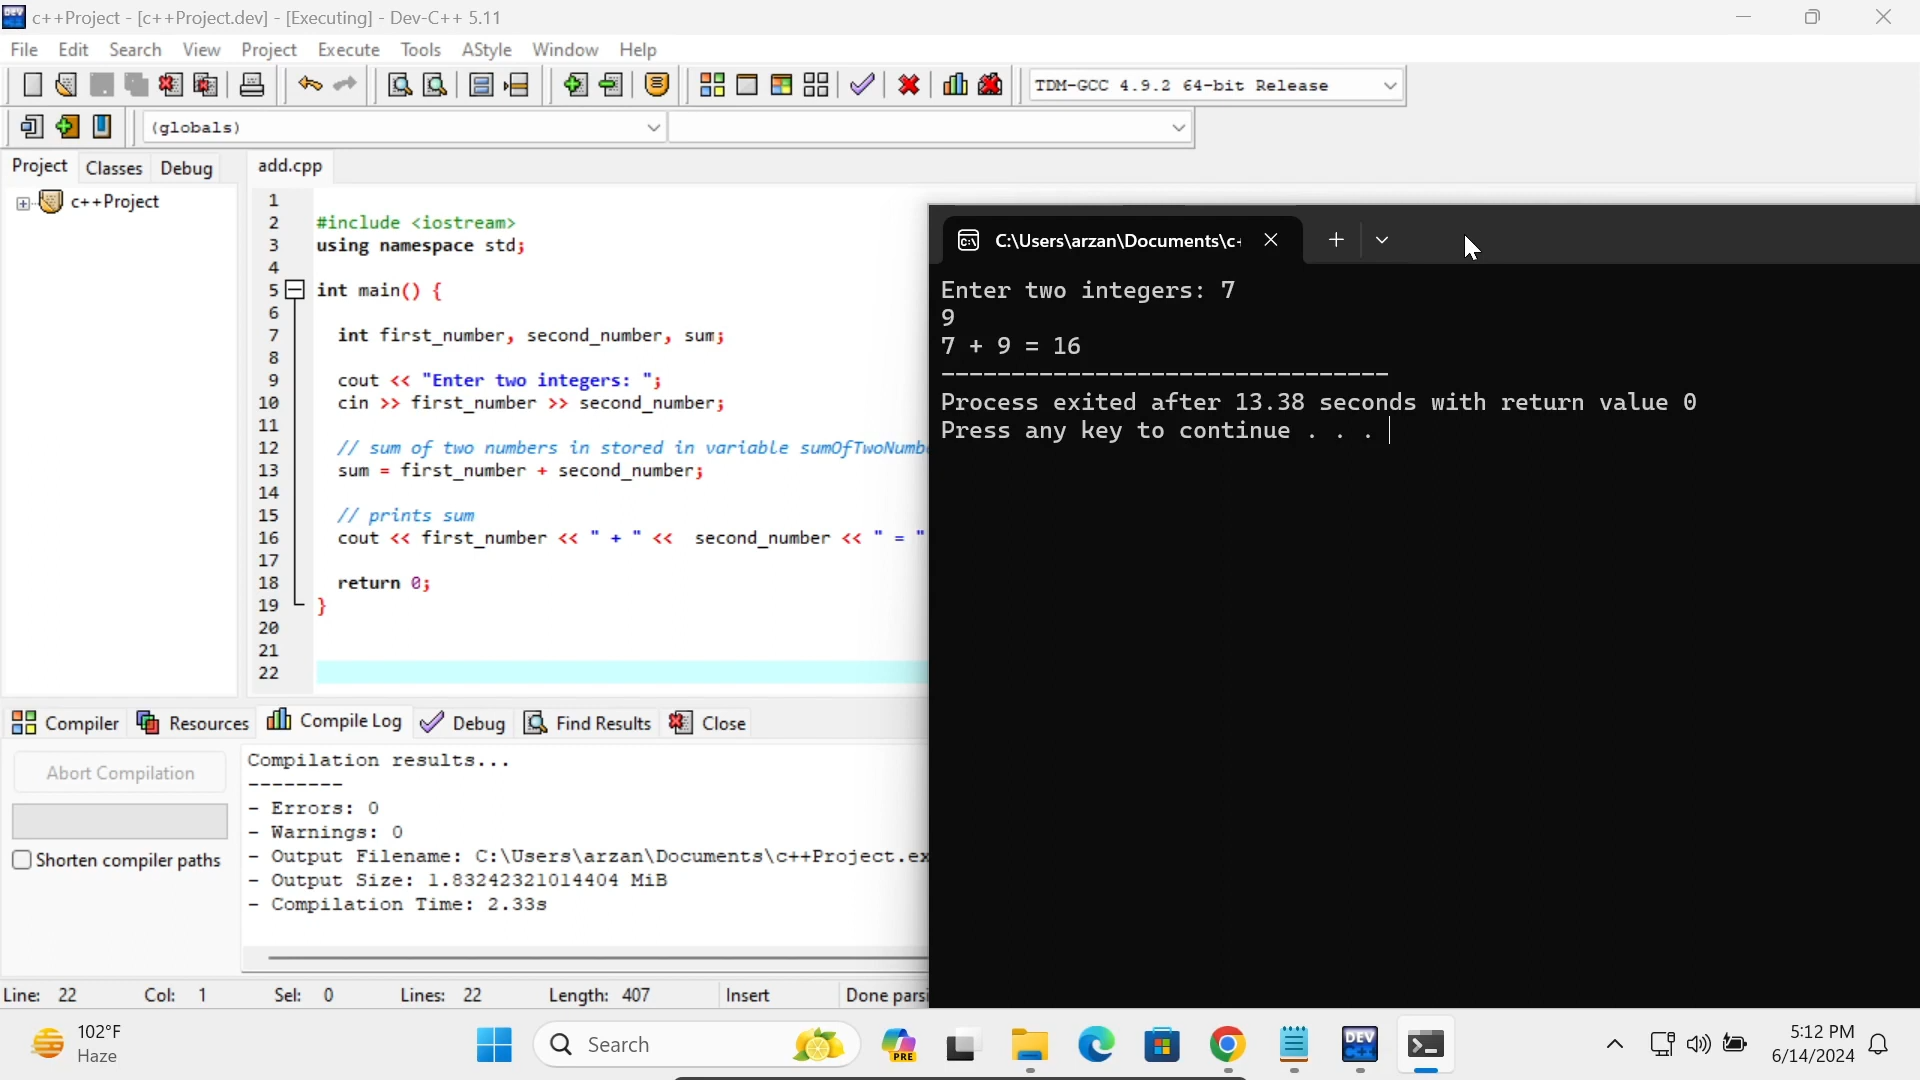 c++Project - [c++Project.dev] - [Executing] - Dev-C++ 5.11
File Edit Search View Project Execute Tools AStyle Window Help
TDM-GCC 4.9.2 64-bit Release
(globals)
Project Classes Debug
add.cpp
c++Project
1
2 #include <iostream>
3 using namespace std;
4
5 int main() {
6
7 int first_number, second_number, sum;
8
9 cout << "Enter two integers: ";
10 cin >> first_number >> second_number;
11
12 // sum of two numbers in stored in variable sumOfTwoNumb
13 sum = first_number + second_number;
14
15 // prints sum
16 cout << first_number << " + " << second_number << " = "
17
18 return 0;
19 }
20
21
22
C:\Users\arzan\Documents\c-
Enter two integers: 7
9
7 + 9 = 16
--------------------------------
Process exited after 13.38 seconds with return value 0
Press any key to continue . . .
Compiler Resources Compile Log Debug Find Results Close
Abort Compilation
Shorten compiler paths
Compilation results...
--------
- Errors: 0
- Warnings: 0
- Output Filename: C:\Users\arzan\Documents\c++Project.ex
- Output Size: 1.83242321014404 MiB
- Compilation Time: 2.33s
Line: 22 Col: 1 Sel: 0 Lines: 22 Length: 407 Insert Done parsi
102°F
Haze
Search
PRE
DEV
C++
5:12 PM
6/14/2024